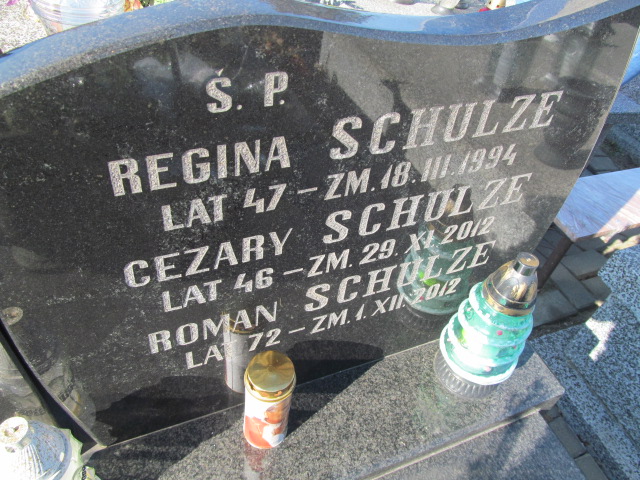 Ś. P.
REGINA SCHULZE
LAT 47 - ZM. 18. III. 1994
CEZARY SCHULZE
LAT 46 - ZM. 29. XI. 2012
ROMAN SCHULZE
LAT 72 - ZM. 1. XII. 2012